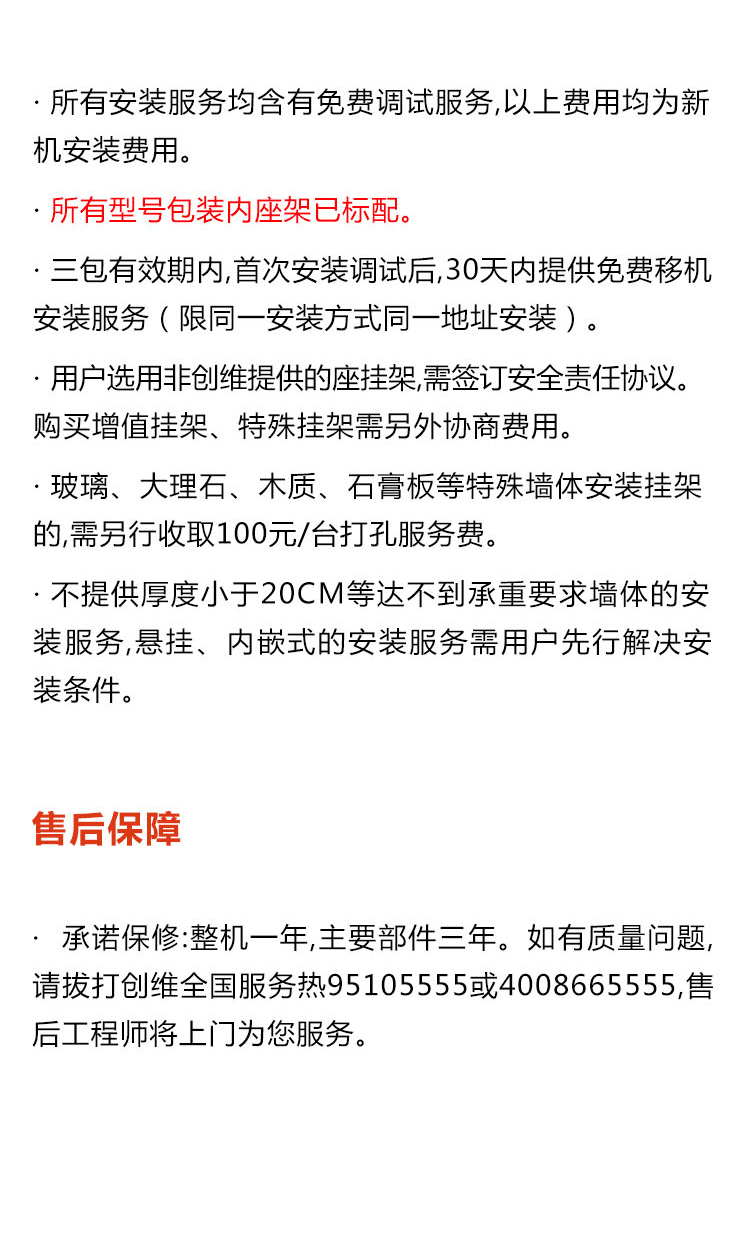 · 所有安装服务均含有免费调试服务,以上费用均为新
机安装费用。
· 所有型号包装内座架已标配。
· 三包有效期内,首次安装调试后,30天内提供免费移机
安装服务（限同一安装方式同一地址安装）。
· 用户选用非创维提供的座挂架,需签订安全责任协议。
购买增值挂架、特殊挂架需另外协商费用。
· 玻璃、大理石、木质、石膏板等特殊墙体安装挂架
的,需另行收取100元/台打孔服务费。
· 不提供厚度小于20CM等达不到承重要求墙体的安
装服务,悬挂、内嵌式的安装服务需用户先行解决安
装条件。
售后保障
· 承诺保修:整机一年,主要部件三年。如有质量问题,
请拔打创维全国服务热95105555或4008665555,售
后工程师将上门为您服务。